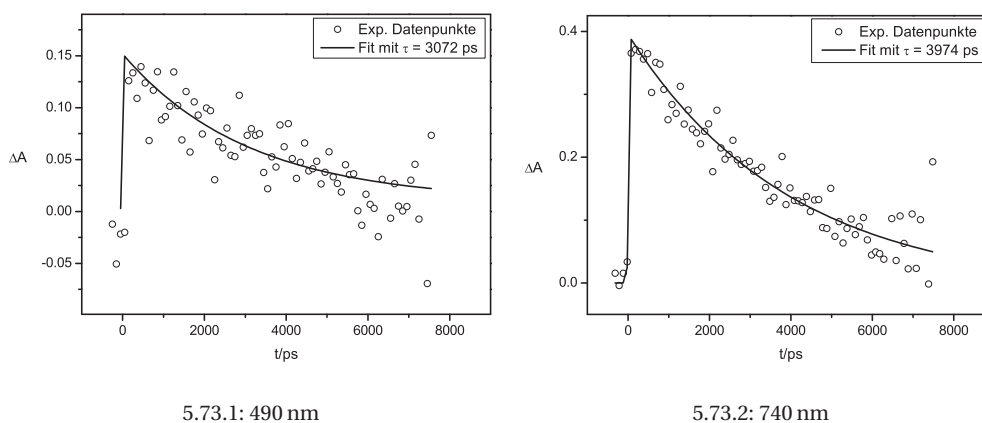 Exp. Datenpunkte
Fit mit τ = 3072 ps
0.15
0.10
0.05
0.00
-0.05
ΔA
0 2000 4000 6000 8000
t/ps
5.73.1: 490 nm
Exp. Datenpunkte
Fit mit τ = 3974 ps
0.4
0.2
0.0
ΔA
0 2000 4000 6000 8000
t/ps
5.73.2: 740 nm